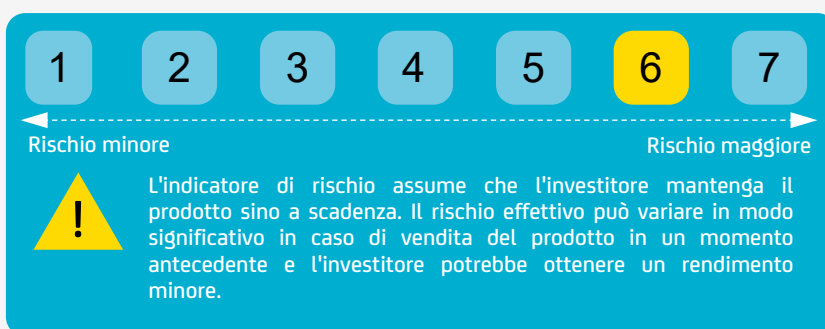 1 2 3 4 5 6 7
Rischio minore Rischio maggiore
! L'indicatore di rischio assume che l'investitore mantenga il
prodotto sino a scadenza. Il rischio effettivo può variare in modo
significativo in caso di vendita del prodotto in un momento
antecedente e l'investitore potrebbe ottenere un rendimento
minore.